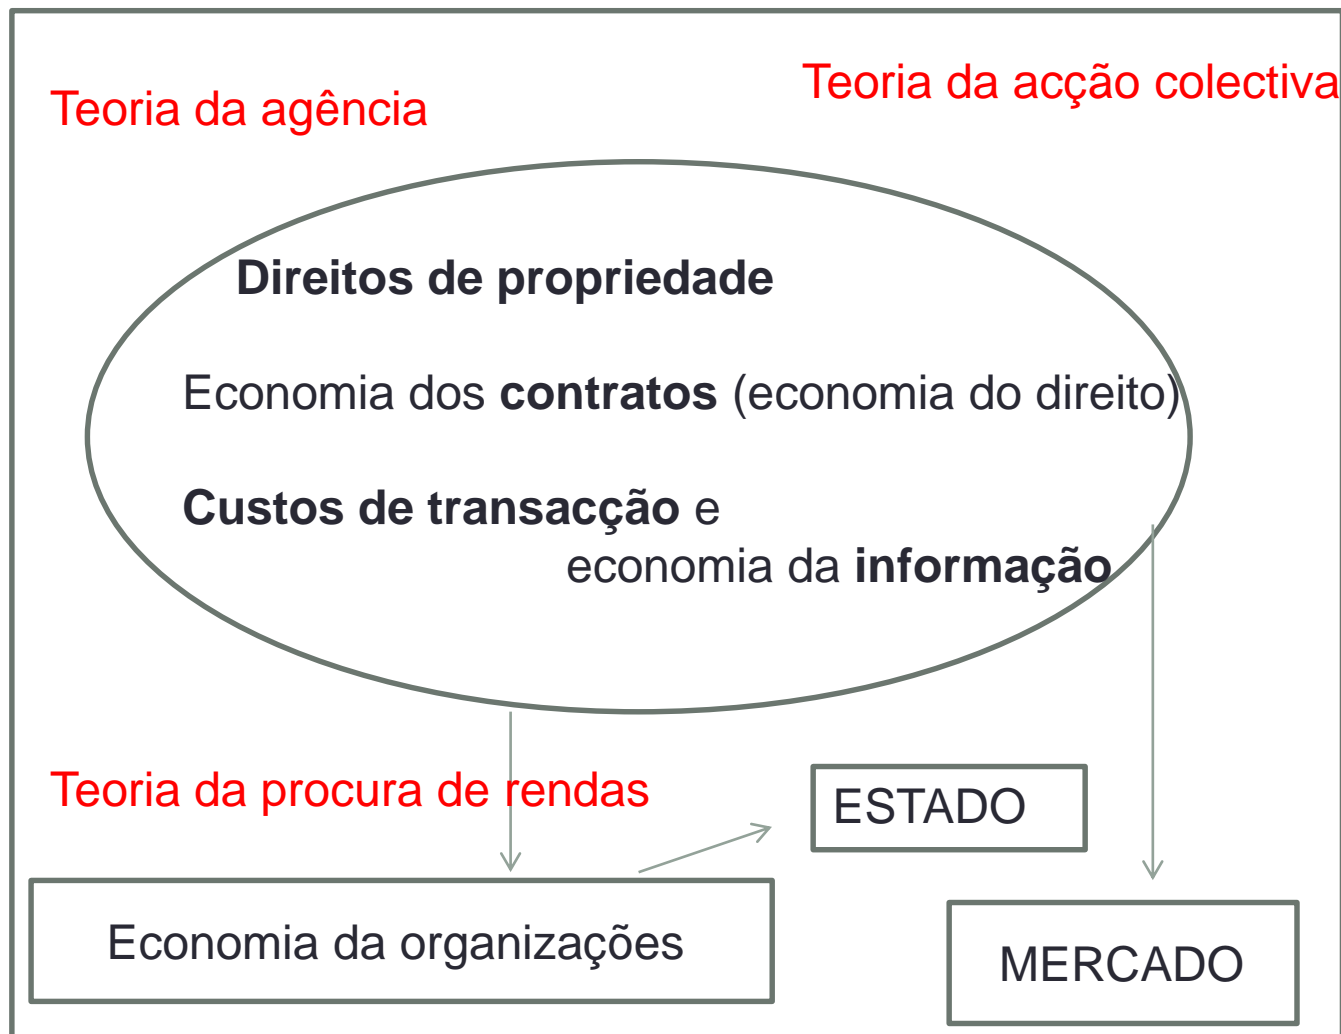 Teoria da agência
Teoria da acção colectiva
Direitos de propriedade
Economia dos contratos (economia do direito)
Custos de transacção e
economia da informação
Teoria da procura de rendas
ESTADO
Economia da organizações
MERCADO